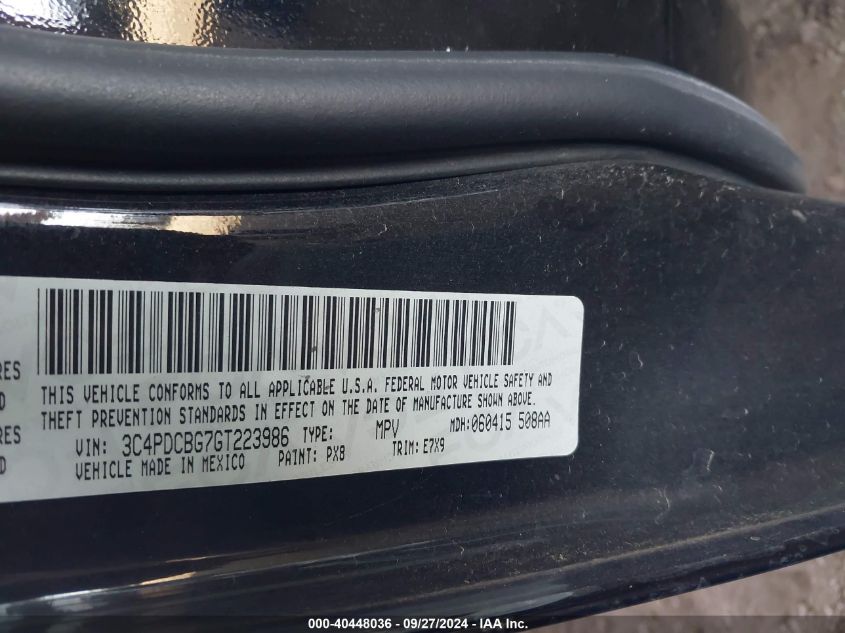 RES
THIS VEHICLE CONFORMS TO ALL APPLICABLE U.S.A. FEDERAL MOTOR VEHICLE SAFETY AND
THEFT PREVENTION STANDARDS IN EFFECT ON THE DATE OF MANUFACTURE SHOWN ABOVE.
VIN: 3C4PDCBG7GT223986 TYPE: MPV MDH:060415 508AA
VEHICLE MADE IN MEXICO PAINT: PX8 TRIM: E7X9
000-40448036 - 09/27/2024 - IAA Inc.